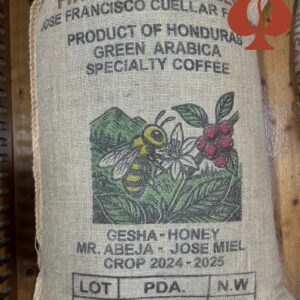 JOSE FRANCISCO CUELLAR
PRODUCT OF HONDURAS
GREEN ARABICA
SPECIALTY COFFEE
GESHA - HONEY
MR. ABEJA - JOSE MIEL
CROP 2024 - 2025
LOT PDA. N.W